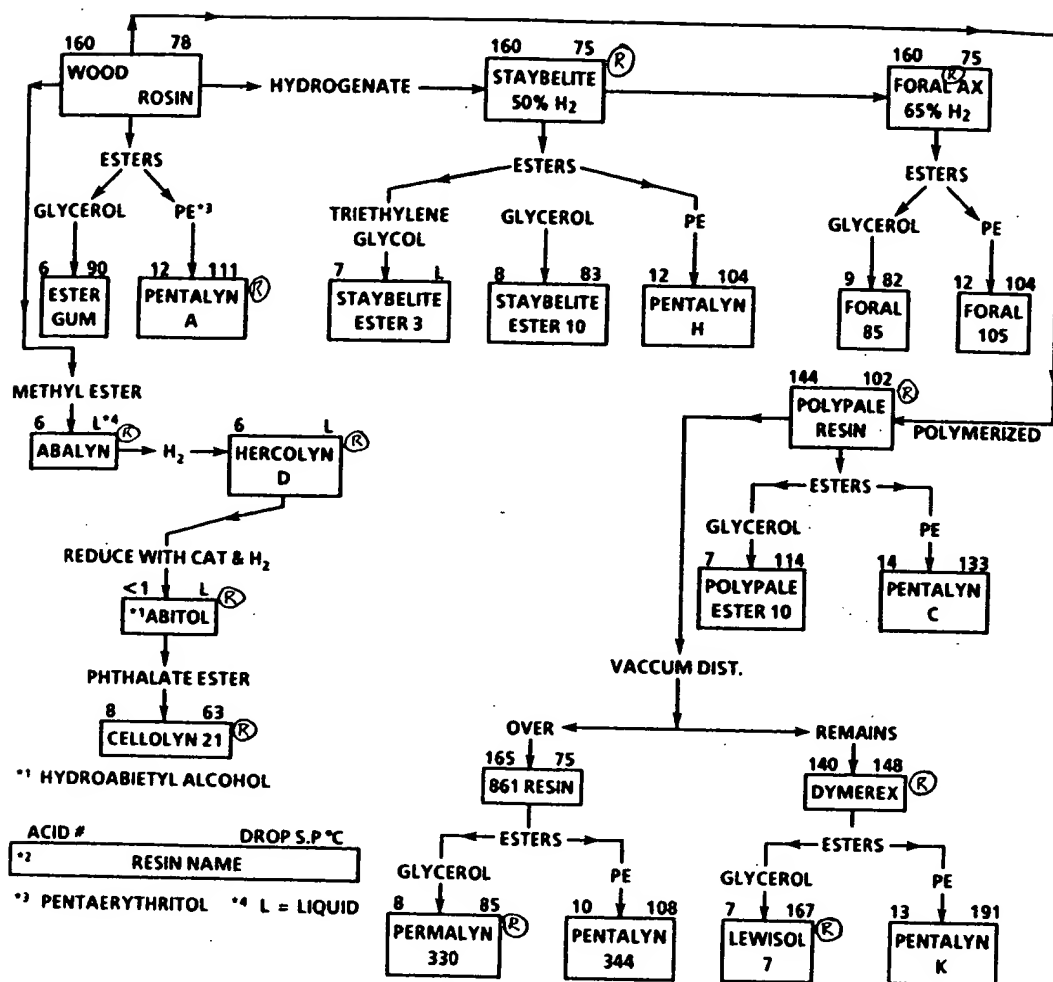 160 78
WOOD
ROSIN
HYDROGENATE
160 75
STAYBELITE ®
50% H₂
160 75
FORAL ® AX
65% H₂
ESTERS
GLYCEROL
PE*³
6 90
ESTER
GUM
12 111
PENTALYN ®
A
ESTERS
TRIETHYLENE
GLYCOL
GLYCEROL
PE
7 L
STAYBELITE
ESTER 3
8 83
STAYBELITE
ESTER 10
12 104
PENTALYN
H
ESTERS
GLYCEROL
PE
9 82
FORAL
85
12 104
FORAL
105
METHYL ESTER
6 L*⁴
ABALYN ®
H₂
6 L
HERCOLYN ®
D
REDUCE WITH CAT & H₂
<1 L
*¹ABITOL ®
PHTHALATE ESTER
8 63
CELLOLYN 21 ®
144 102
POLYPALE ®
RESIN
POLYMERIZED
ESTERS
GLYCEROL
PE
7 114
POLYPALE
ESTER 10
14 133
PENTALYN
C
VACCUM DIST.
OVER
REMAINS
165 75
861 RESIN
140 148
DYMEREX ®
ESTERS
GLYCEROL
PE
8 85
PERMALYN ®
330
10 108
PENTALYN
344
ESTERS
GLYCEROL
PE
7 167
LEWISOL ®
7
13 191
PENTALYN
K
*¹ HYDROABIETYL ALCOHOL
ACID # DROP S.P °C
*² RESIN NAME
*³ PENTAERYTHRITOL *⁴ L = LIQUID